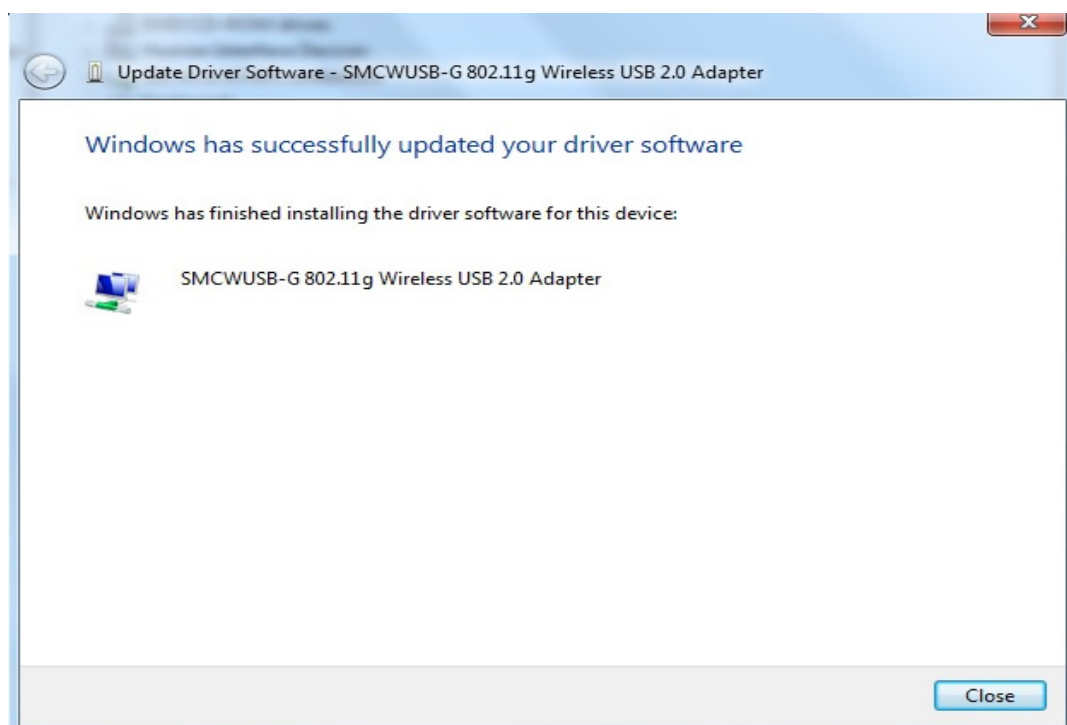 Update Driver Software - SMCWUSB-G 802.11g Wireless USB 2.0 Adapter
Windows has successfully updated your driver software
Windows has finished installing the driver software for this device:
SMCWUSB-G 802.11g Wireless USB 2.0 Adapter
Close